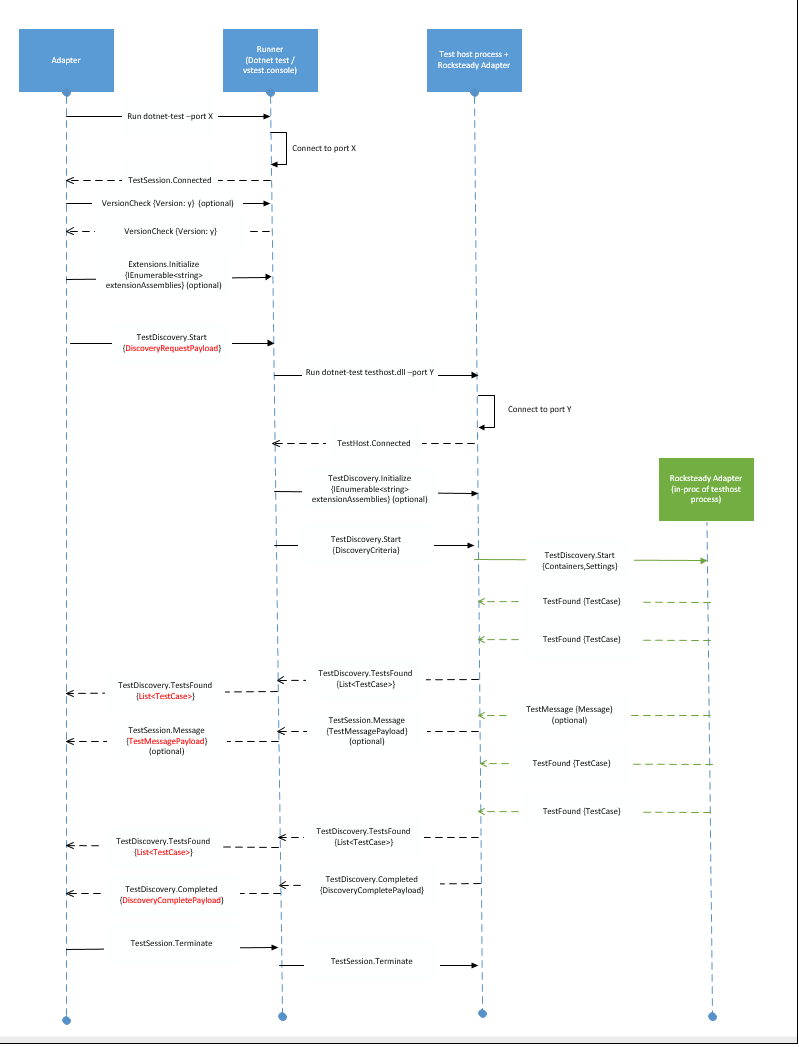 Adapter
Runner
(Dotnet test /
vstest.console)
Test host process +
Rocksteady Adapter
Run dotnet-test –port X
Connect to port X
TestSession.Connected
VersionCheck {Version: y} (optional)
VersionCheck {Version: y}
Extensions.Initialize
{IEnumerable<string>
extensionAssemblies} (optional)
TestDiscovery.Start
{DiscoveryRequestPayload}
Run dotnet-test testhost.dll –port Y
Connect to port Y
TestHost.Connected
Rocksteady Adapter
(in-proc of testhost
process)
TestDiscovery.Initialize
{IEnumerable<string>
extensionAssemblies} (optional)
TestDiscovery.Start
{DiscoveryCriteria}
TestDiscovery.Start
{Containers,Settings}
TestFound {TestCase}
TestFound {TestCase}
TestDiscovery.TestsFound
{List<TestCase>}
TestDiscovery.TestsFound
{List<TestCase>}
TestMessage {Message}
(optional)
TestSession.Message
{TestMessagePayload}
(optional)
TestSession.Message
{TestMessagePayload}
(optional)
TestFound {TestCase}
TestFound {TestCase}
TestDiscovery.TestsFound
{List<TestCase>}
TestDiscovery.TestsFound
{List<TestCase>}
TestDiscovery.Completed
{DiscoveryCompletePayload}
TestDiscovery.Completed
{DiscoveryCompletePayload}
TestSession.Terminate
TestSession.Terminate